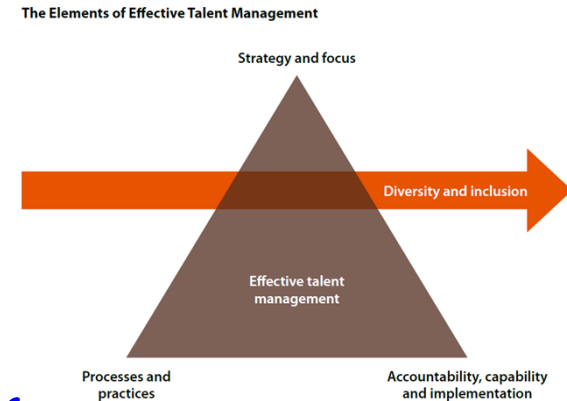 The Elements of Effective Talent Management
Strategy and focus
Diversity and inclusion
Effective talent
management
Processes and
practices
Accountability, capability
and implementation